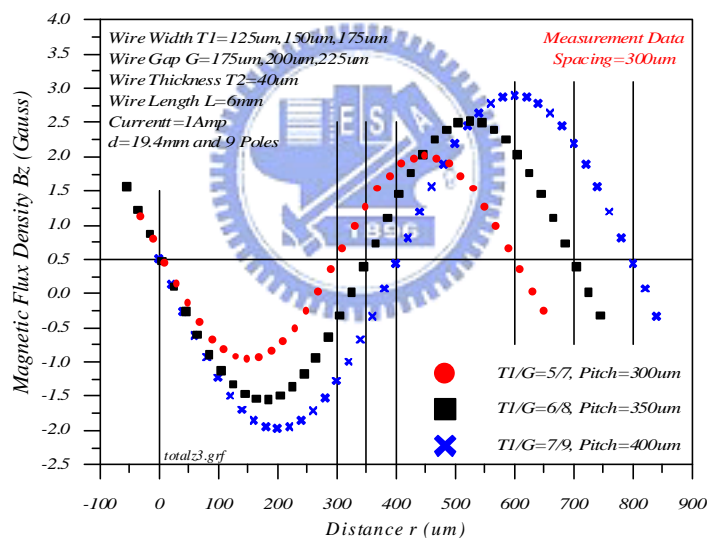 4.0
3.5
3.0
2.5
2.0
1.5
1.0
0.5
0.0
-0.5
-1.0
-1.5
-2.0
-2.5
Magnetic Flux Density Bz (Gauss)
Wire Width T1=125um,150um,175um
Wire Gap G=175um,200um,225um
Wire Thickness T2=40um
Wire Length L=6mm
Currentt=1Amp
d=19.4mm and 9 Poles
Measurement Data
Spacing=300um
E S
1896
T1/G=5/7, Pitch=300um
T1/G=6/8, Pitch=350um
T1/G=7/9, Pitch=400um
totalz3.grf
-100 0 100 200 300 400 500 600 700 800 900
Distance r (um)